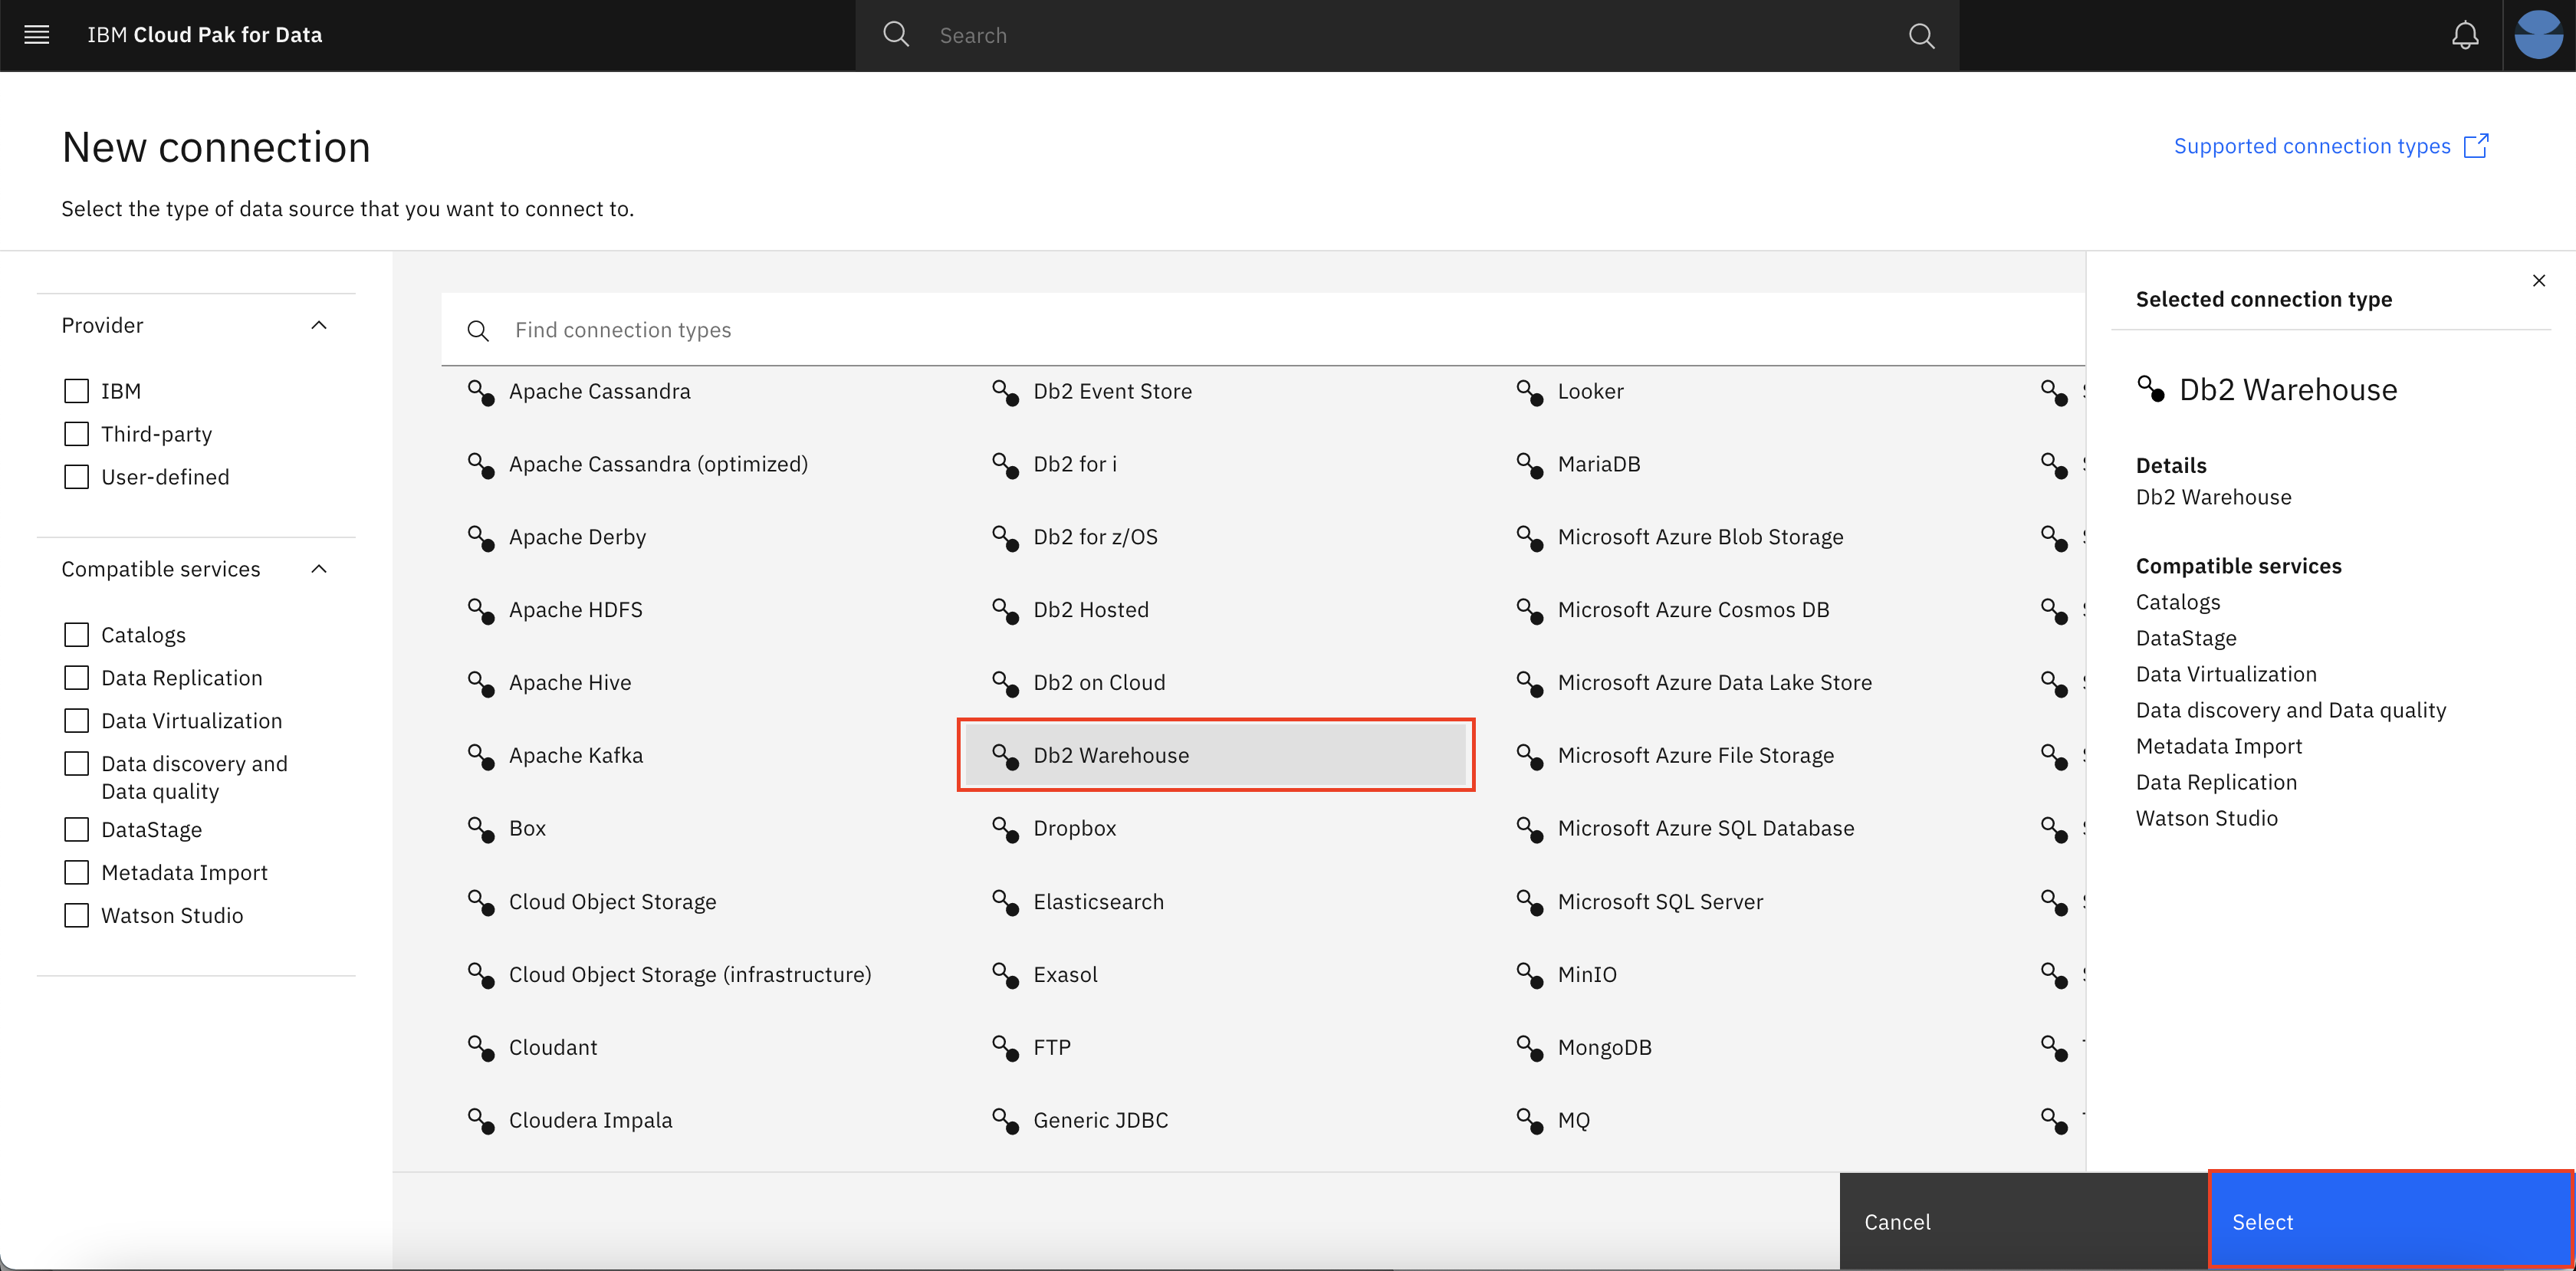 IBM Cloud Pak for Data
Search
New connection
Supported connection types
Select the type of data source that you want to connect to.
Provider
IBM
Third-party
User-defined
Compatible services
Catalogs
Data Replication
Data Virtualization
Data discovery and
Data quality
DataStage
Metadata Import
Watson Studio
Find connection types
Apache Cassandra
Apache Cassandra (optimized)
Apache Derby
Apache HDFS
Apache Hive
Apache Kafka
Box
Cloud Object Storage
Cloud Object Storage (infrastructure)
Cloudant
Cloudera Impala
Db2 Event Store
Db2 for i
Db2 for z/OS
Db2 Hosted
Db2 on Cloud
Db2 Warehouse
Dropbox
Elasticsearch
Exasol
FTP
Generic JDBC
Looker
MariaDB
Microsoft Azure Blob Storage
Microsoft Azure Cosmos DB
Microsoft Azure Data Lake Store
Microsoft Azure File Storage
Microsoft Azure SQL Database
Microsoft SQL Server
MinIO
MongoDB
MQ
Selected connection type
Db2 Warehouse
Details
Db2 Warehouse
Compatible services
Catalogs
DataStage
Data Virtualization
Data discovery and Data quality
Metadata Import
Data Replication
Watson Studio
Cancel
Select